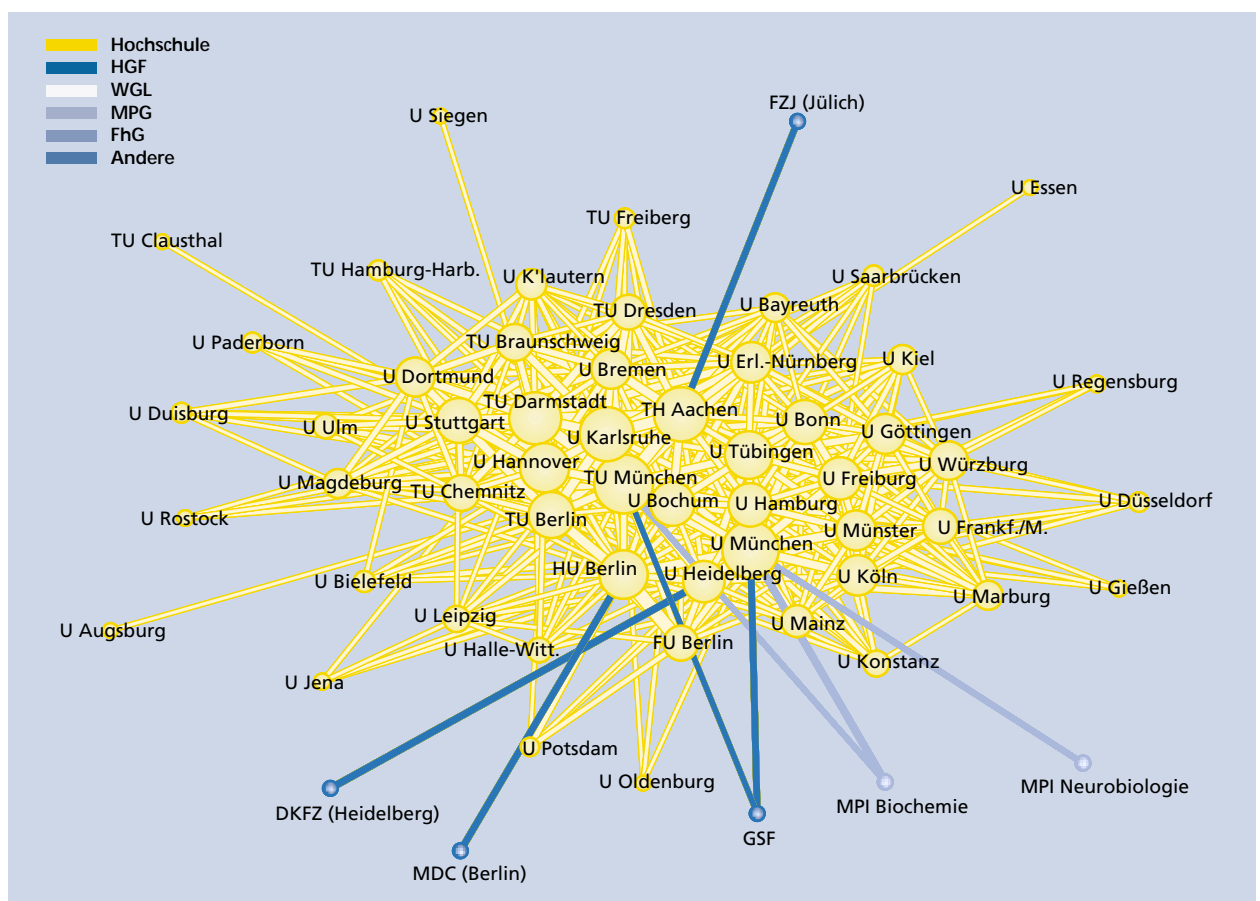 Hochschule
HGF
WGL
MPG
FhG
Andere
FZJ (Jülich)
U Siegen
U Essen
TU Freiberg
TU Clausthal
TU Hamburg-Harb.
U K'lautern
U Saarbrücken
TU Dresden
U Bayreuth
U Paderborn
TU Braunschweig
U Bremen
U Erl.-Nürnberg
U Kiel
U Dortmund
U Regensburg
TU Darmstadt
TH Aachen
U Duisburg
U Ulm
U Stuttgart
U Karlsruhe
U Bonn
U Göttingen
U Tübingen
U Hannover
U Würzburg
U Magdeburg
TU Chemnitz
TU München
U Freiburg
U Bochum
U Hamburg
U Düsseldorf
U Rostock
TU Berlin
U Münster
U Frankf./M.
U München
HU Berlin
U Heidelberg
U Bielefeld
U Köln
U Gießen
U Marburg
U Augsburg
U Leipzig
U Mainz
U Halle-Witt.
FU Berlin
U Konstanz
U Jena
U Potsdam
U Oldenburg
MPI Neurobiologie
DKFZ (Heidelberg)
MPI Biochemie
GSF
MDC (Berlin)